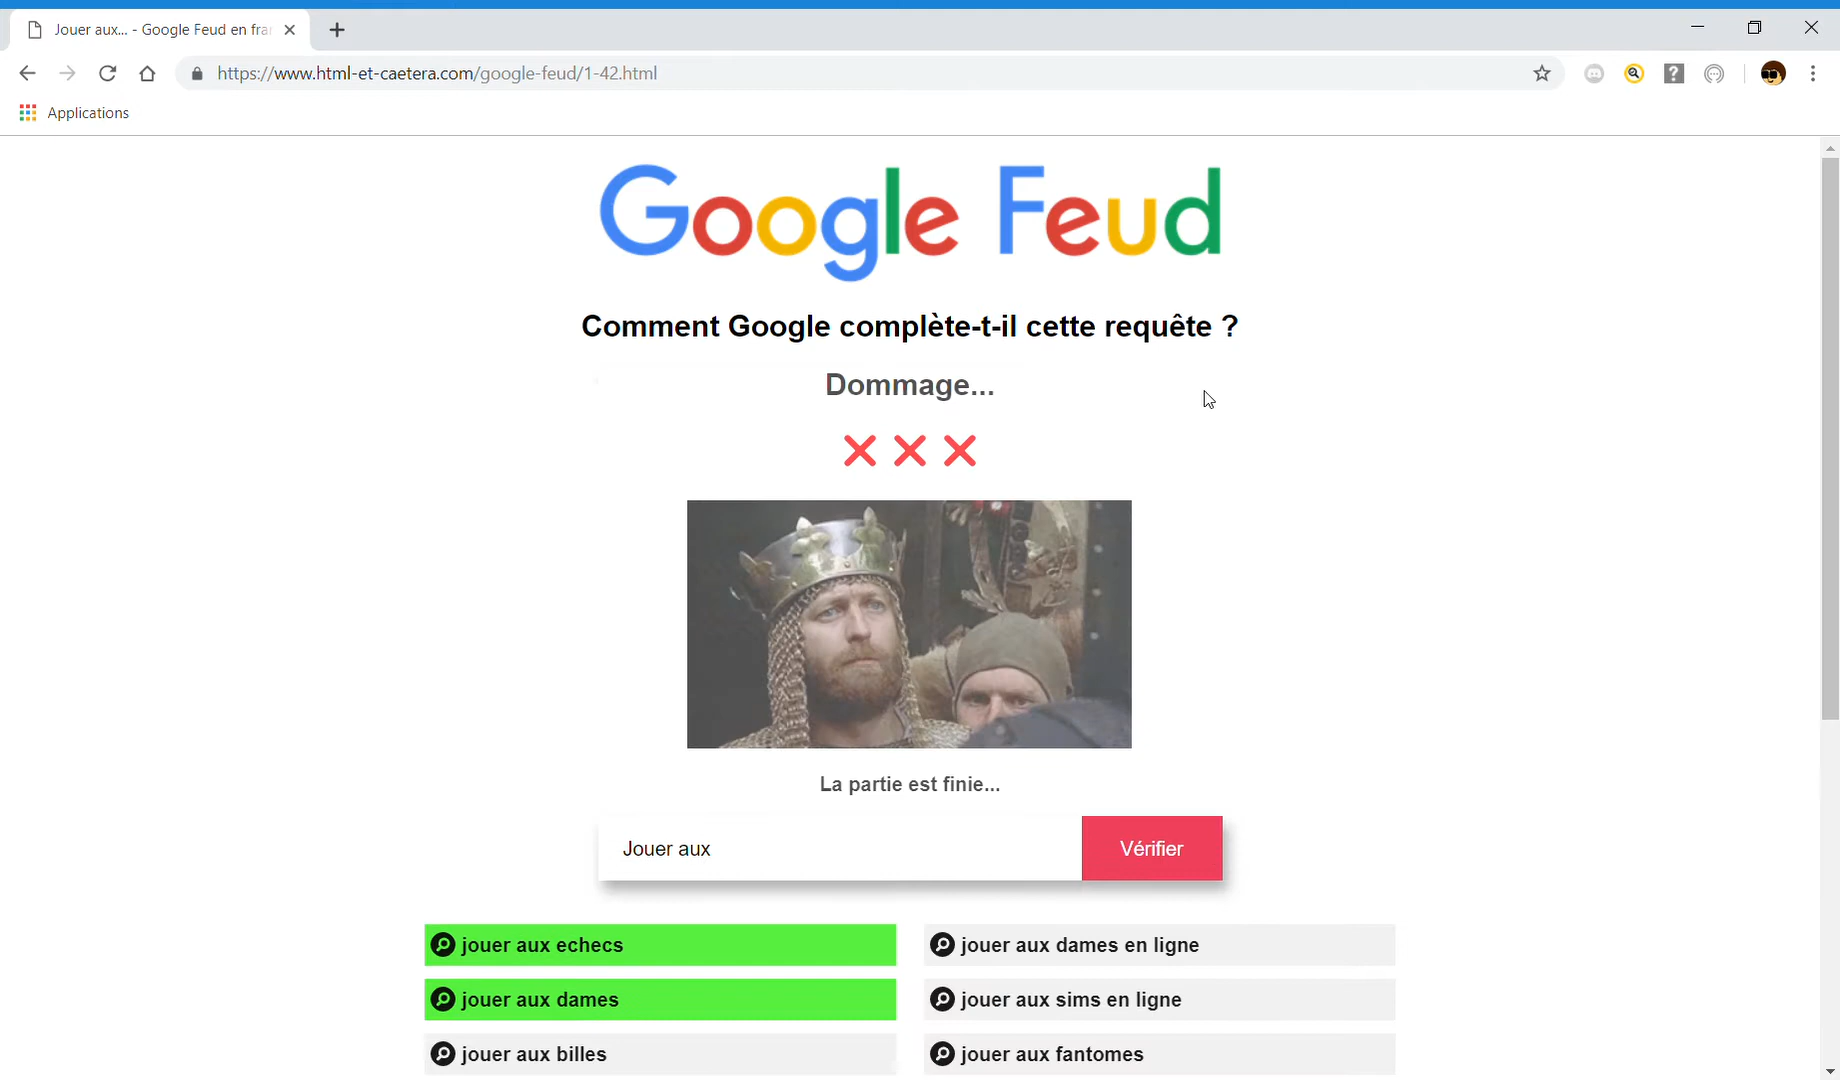 Jouer aux... - Google Feud en fra
https://www.html-et-caetera.com/google-feud/1-42.html
Applications
Google Feud
Comment Google complète-t-il cette requête ?
Dommage...
La partie est finie...
Jouer aux
Vérifier
jouer aux echecs
jouer aux dames en ligne
jouer aux dames
jouer aux sims en ligne
jouer aux billes
jouer aux fantomes